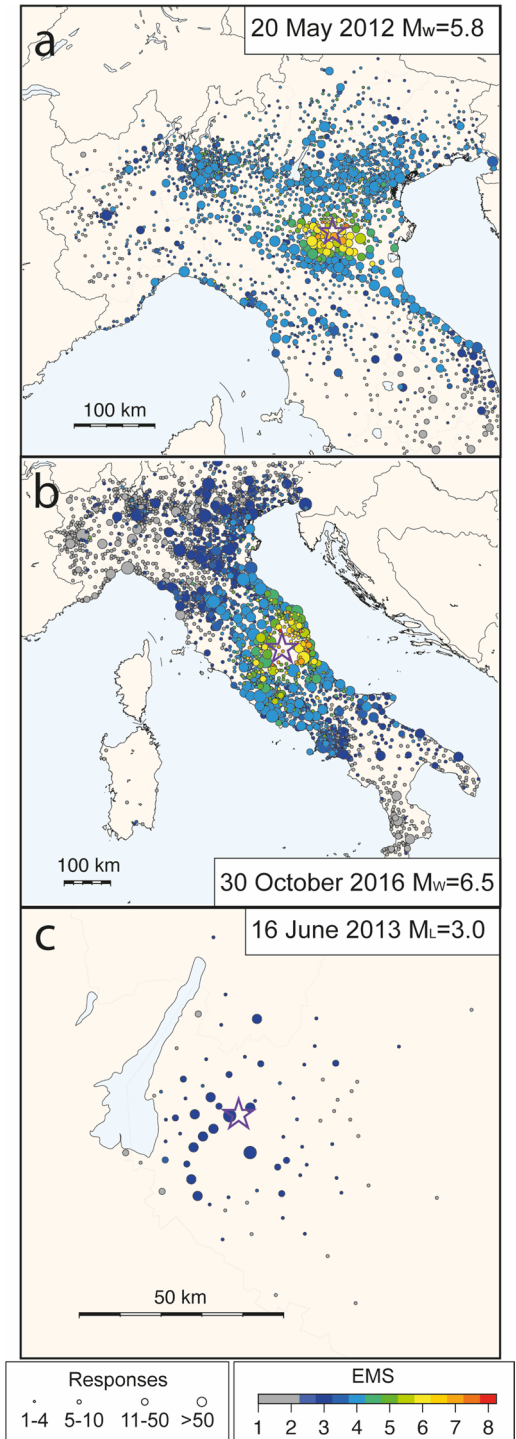 a
20 May 2012 Mw=5.8
100 km
b
100 km
30 October 2016 Mw=6.5
c
16 June 2013 ML=3.0
50 km
Responses
1-4 5-10 11-50 >50
EMS
1 2 3 4 5 6 7 8